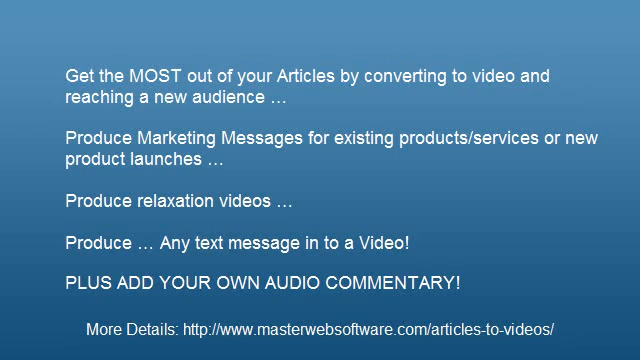 Get the MOST out of your Articles by converting to video and
reaching a new audience ...
Produce Marketing Messages for existing products/services or new
product launches ...
Produce relaxation videos ...
Produce ... Any text message in to a Video!
PLUS ADD YOUR OWN AUDIO COMMENTARY!
More Details: http://www.masterwebsoftware.com/articles-to-videos/